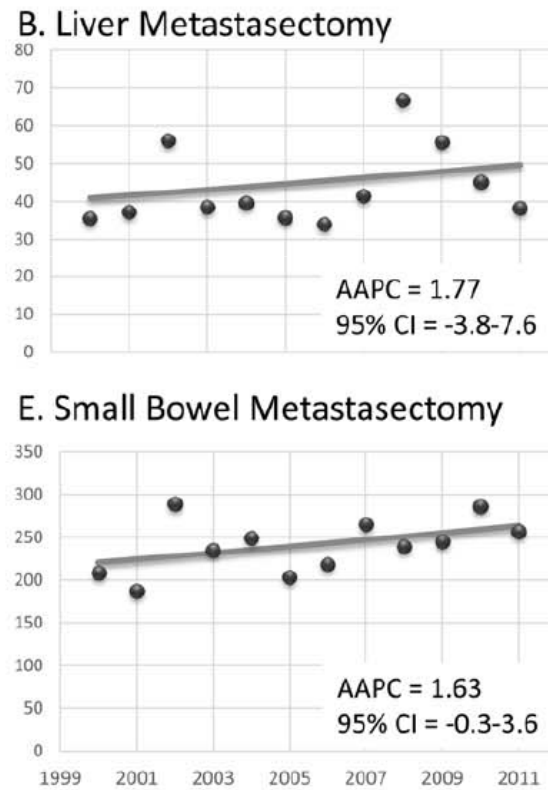 B. Liver Metastasectomy
80
70
60
50
40
30
20
10
0
AAPC = 1.77
95% CI = -3.8-7.6
E. Small Bowel Metastasectomy
350
300
250
200
150
100
50
0
AAPC = 1.63
95% CI = -0.3-3.6
1999 2001 2003 2005 2007 2009 2011